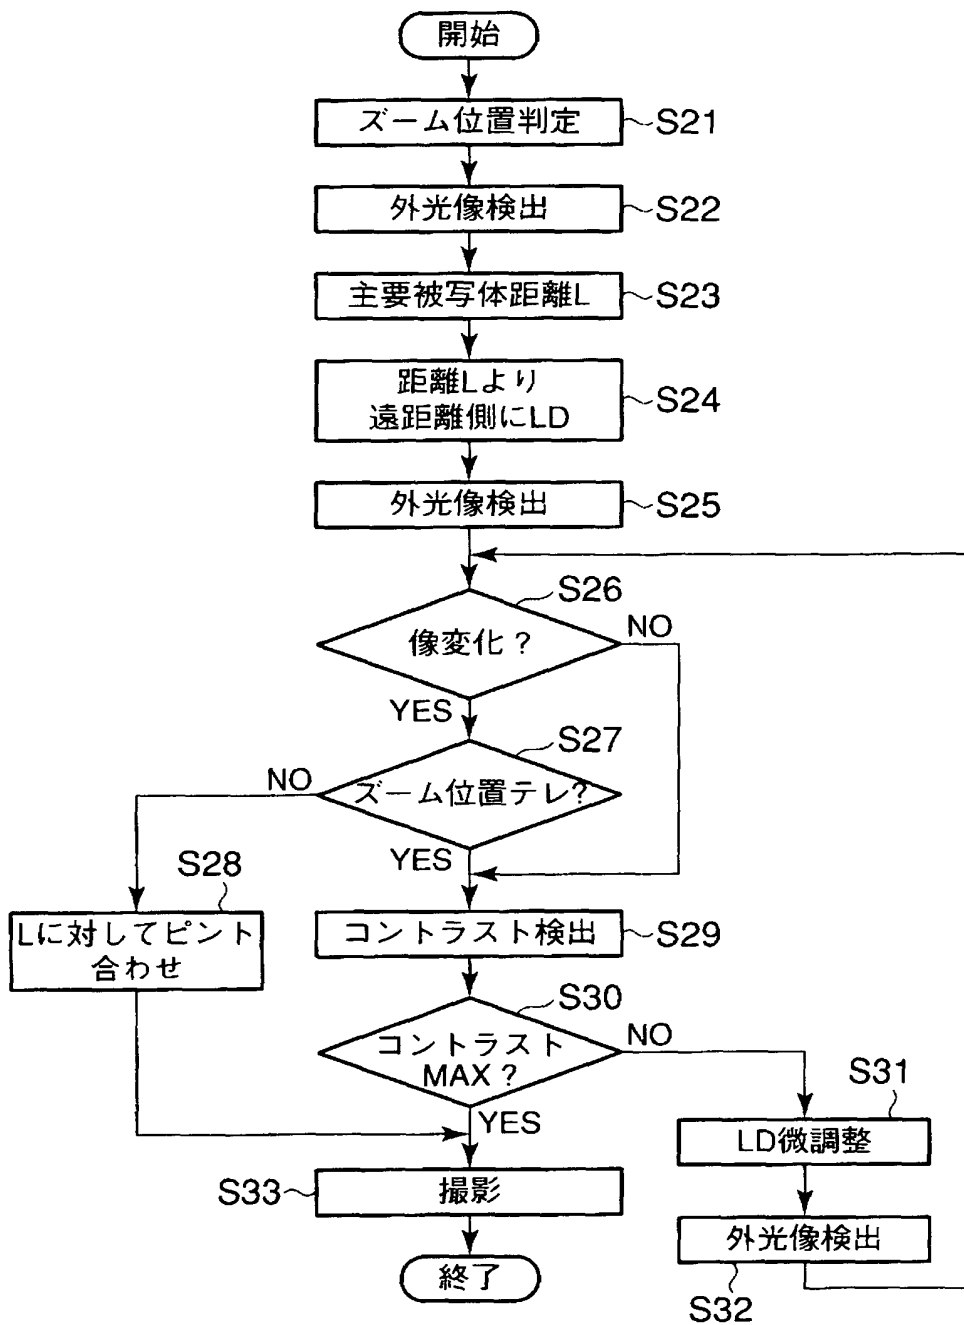 開始
ズーム位置判定
S21
外光像検出
S22
主要被写体距離L
S23
距離Lより
遠距離側にLD
S24
外光像検出
S25
S26
像変化?
NO
YES
S27
ズーム位置テレ?
NO
YES
S28
Lに対してピント
合わせ
コントラスト検出
S29
S30
コントラスト
MAX?
NO
YES
S31
LD微調整
外光像検出
S32
S33
撮影
終了